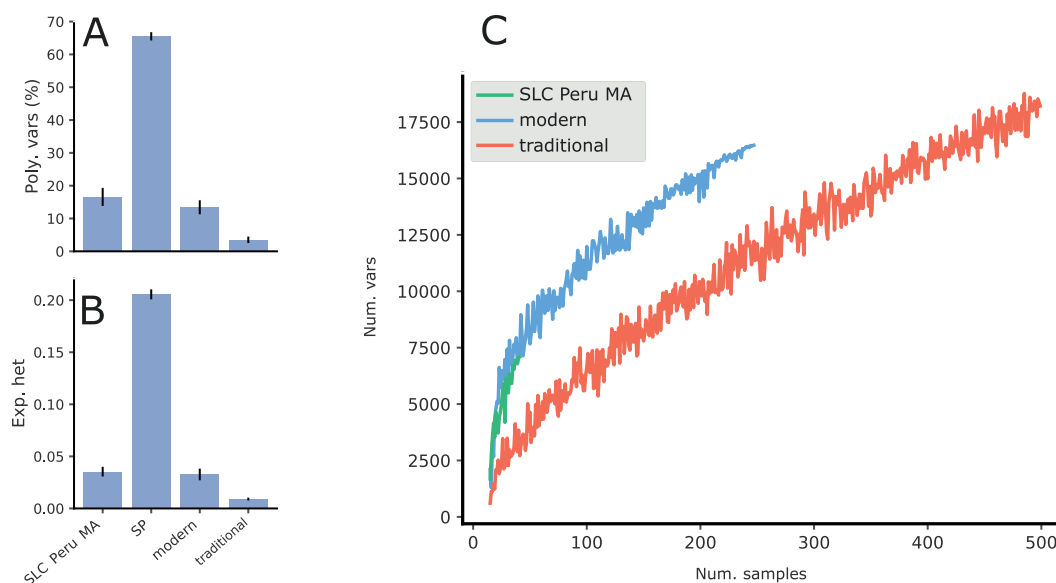 A
Poly. vars (%)
70
60
50
40
30
20
10
0
B
Exp. het
0.20
0.15
0.10
0.05
0.00
SLC Peru MA
SP
modern
traditional
C
SLC Peru MA
modern
traditional
Num. vars
17500
15000
12500
10000
7500
5000
2500
0
0 100 200 300 400 500
Num. samples